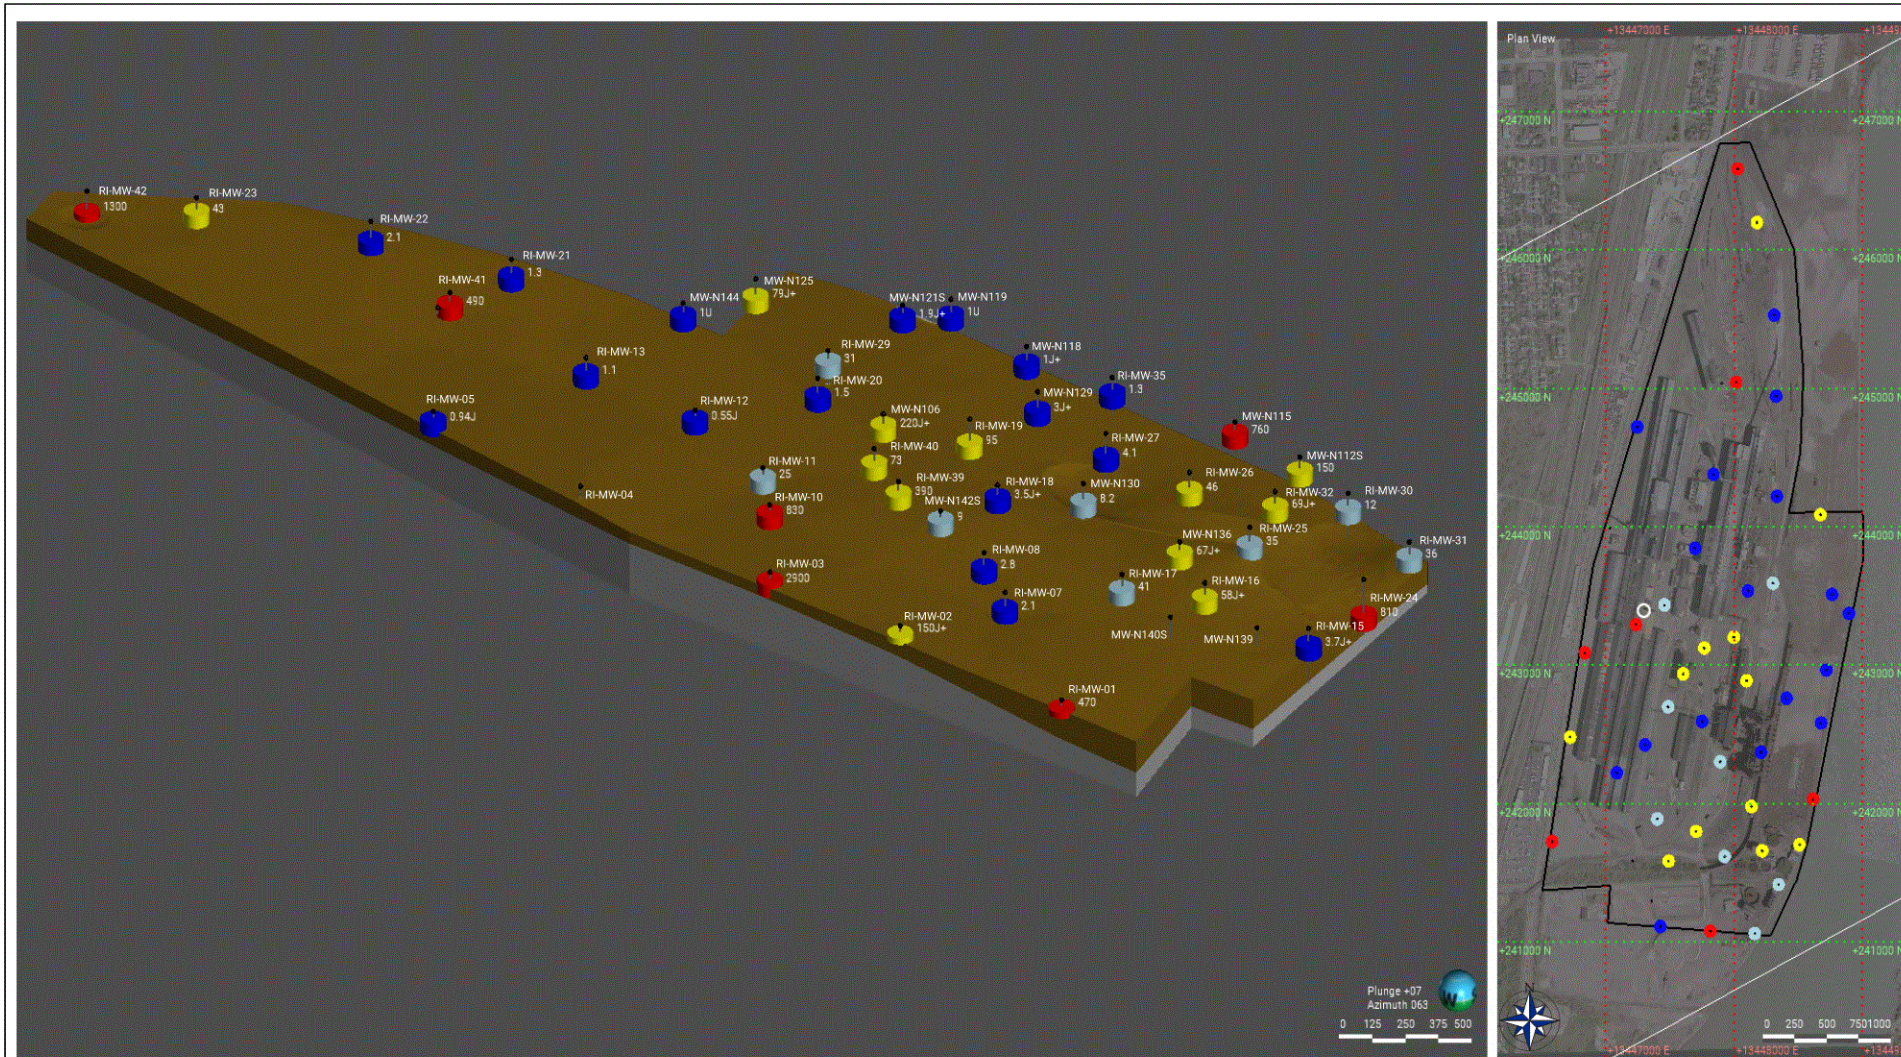 RI-MW-42
1300
RI-MW-23
43
RI-MW-22
2.1
RI-MW-21
1.3
RI-MW-41
490
MW-N144
1U
MW-N125
79J+
MW-N121S
1.9J+
MW-N119
1U
RI-MW-13
1.1
RI-MW-29
31
RI-MW-20
1.5
MW-N118
1J+
RI-MW-35
1.3
RI-MW-05
0.94J
RI-MW-12
0.55J
MW-N106
220J+
RI-MW-19
95
MW-N129
3J+
MW-N115
760
RI-MW-40
73
RI-MW-27
4.1
MW-N112S
150
RI-MW-11
25
RI-MW-39
390
RI-MW-18
3.5J+
MW-N130
8.2
RI-MW-26
46
RI-MW-32
69J+
RI-MW-30
12
RI-MW-04
RI-MW-10
830
MW-N142S
9
MW-N136
67J+
RI-MW-25
35
RI-MW-31
36
RI-MW-03
2900
RI-MW-08
2.8
RI-MW-17
41
RI-MW-16
58J+
RI-MW-24
810
RI-MW-07
2.1
RI-MW-02
150J+
MW-N140S
MW-N139
RI-MW-15
3.7J+
RI-MW-01
470
Plunge +07
Azimuth 063
W S
0 125 250 375 500
Plan View
+13447000 E +13448000 E +13449
+247000 N +247000 N
+246000 N +246000 N
+245000 N +245000 N
+244000 N +244000 N
+243000 N +243000 N
+242000 N +242000 N
+241000 N +241000 N
N
0 250 500 750 1000
+13447000 E +13448000 E +13449